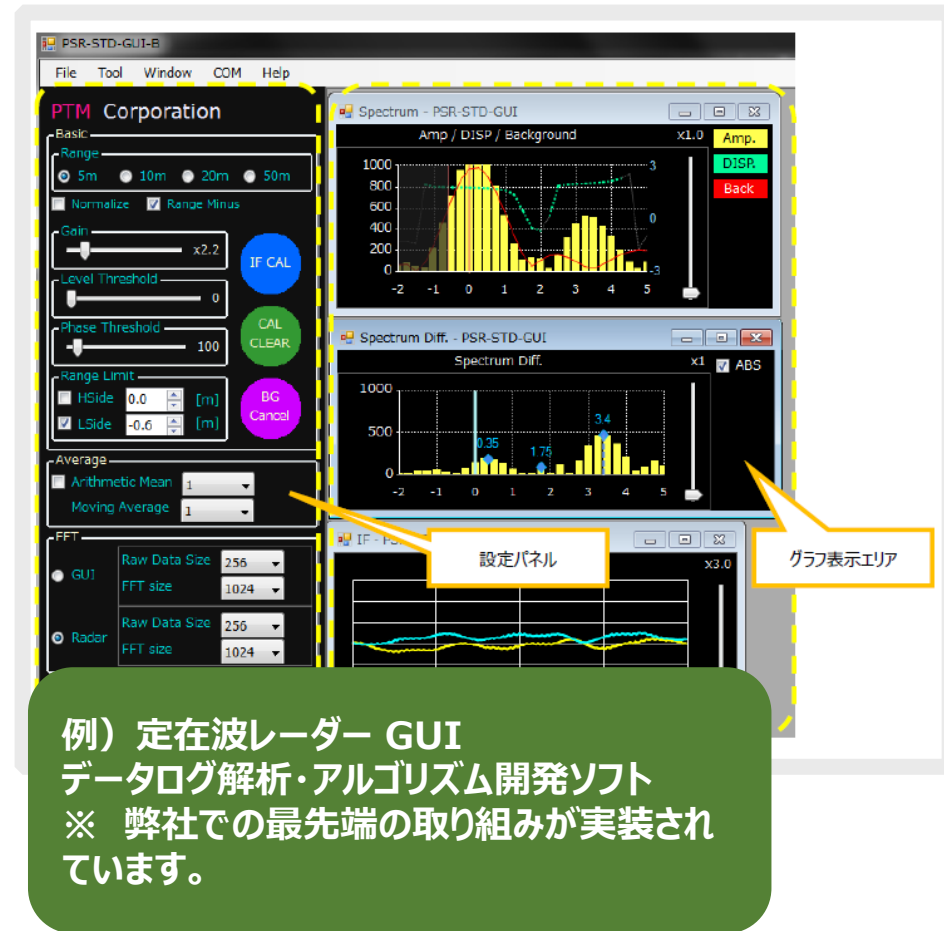 PSR-STD-GUI-B
File Tool Window COM Help
PTM Corporation
Basic
Range
5m 10m 20m 50m
Normalize Range Minus
Gain
x2.2
IF CAL
Level Threshold
0
Phase Threshold
100
CAL
CLEAR
Range Limit
HSide 0.0 [m]
LSide -0.6 [m]
BG
Cancel
Average
Arithmetic Mean 1
Moving Average 1
FFT
GUI
Raw Data Size 256
FFT size 1024
Radar
Raw Data Size 256
FFT size 1024
Spectrum - PSR-STD-GUI
Amp / DISP / Background x1.0
Amp.
DISP.
Back
1000
800
600
400
200
0
3
0
-3
-2 -1 0 1 2 3 4 5
Spectrum Diff. - PSR-STD-GUI
Spectrum Diff. x1 ABS
1000
500
0
0.35 1.75 3.4
-2 -1 0 1 2 3 4 5
IF - PS
x3.0
設定パネル
グラフ表示エリア
例）定在波レーダー GUI
データログ解析・アルゴリズム開発ソフト
※ 弊社での最先端の取り組みが実装され
ています。